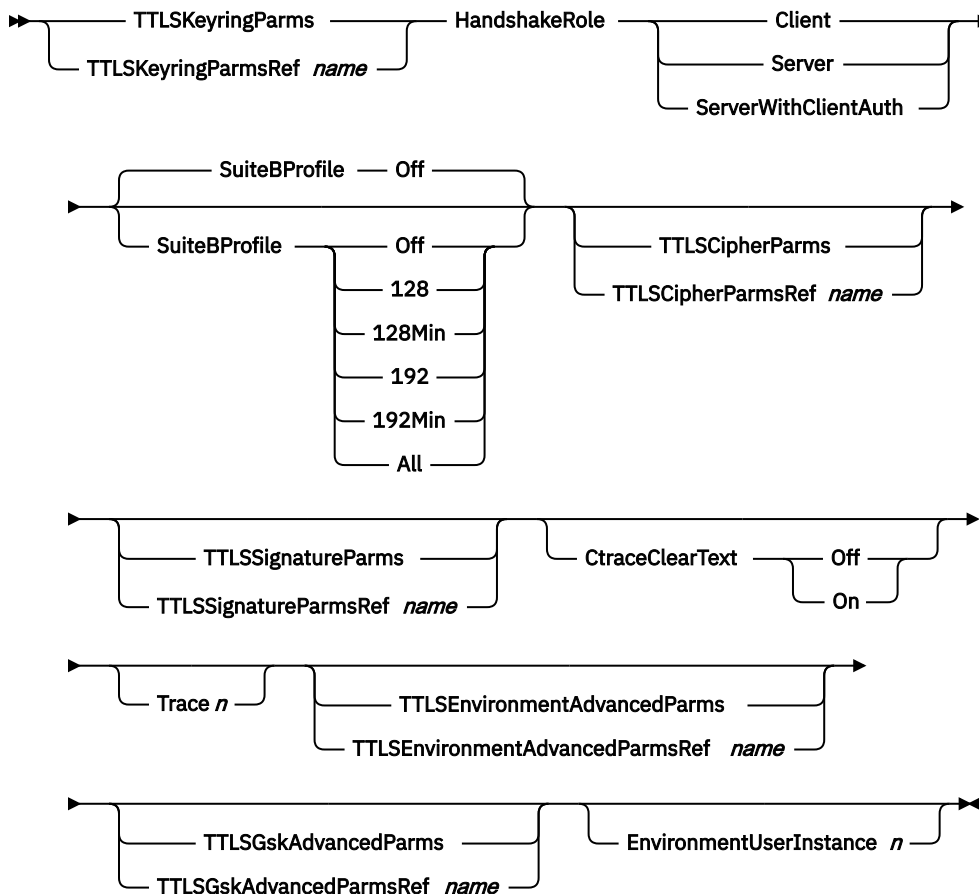 TTLSKeyringParms HandshakeRole Client
TTLSKeyringParmsRef name Server
ServerWithClientAuth
SuiteBProfile Off
SuiteBProfile Off TTLSCipherParms
128 TTLSCipherParmsRef name
128Min
192
192Min
All
TTLSSignatureParms CtraceClearText Off
TTLSSignatureParmsRef name On
Trace n TTLSEnvironmentAdvancedParms
TTLSEnvironmentAdvancedParmsRef name
TTLSGskAdvancedParms EnvironmentUserInstance n
TTLSGskAdvancedParmsRef name